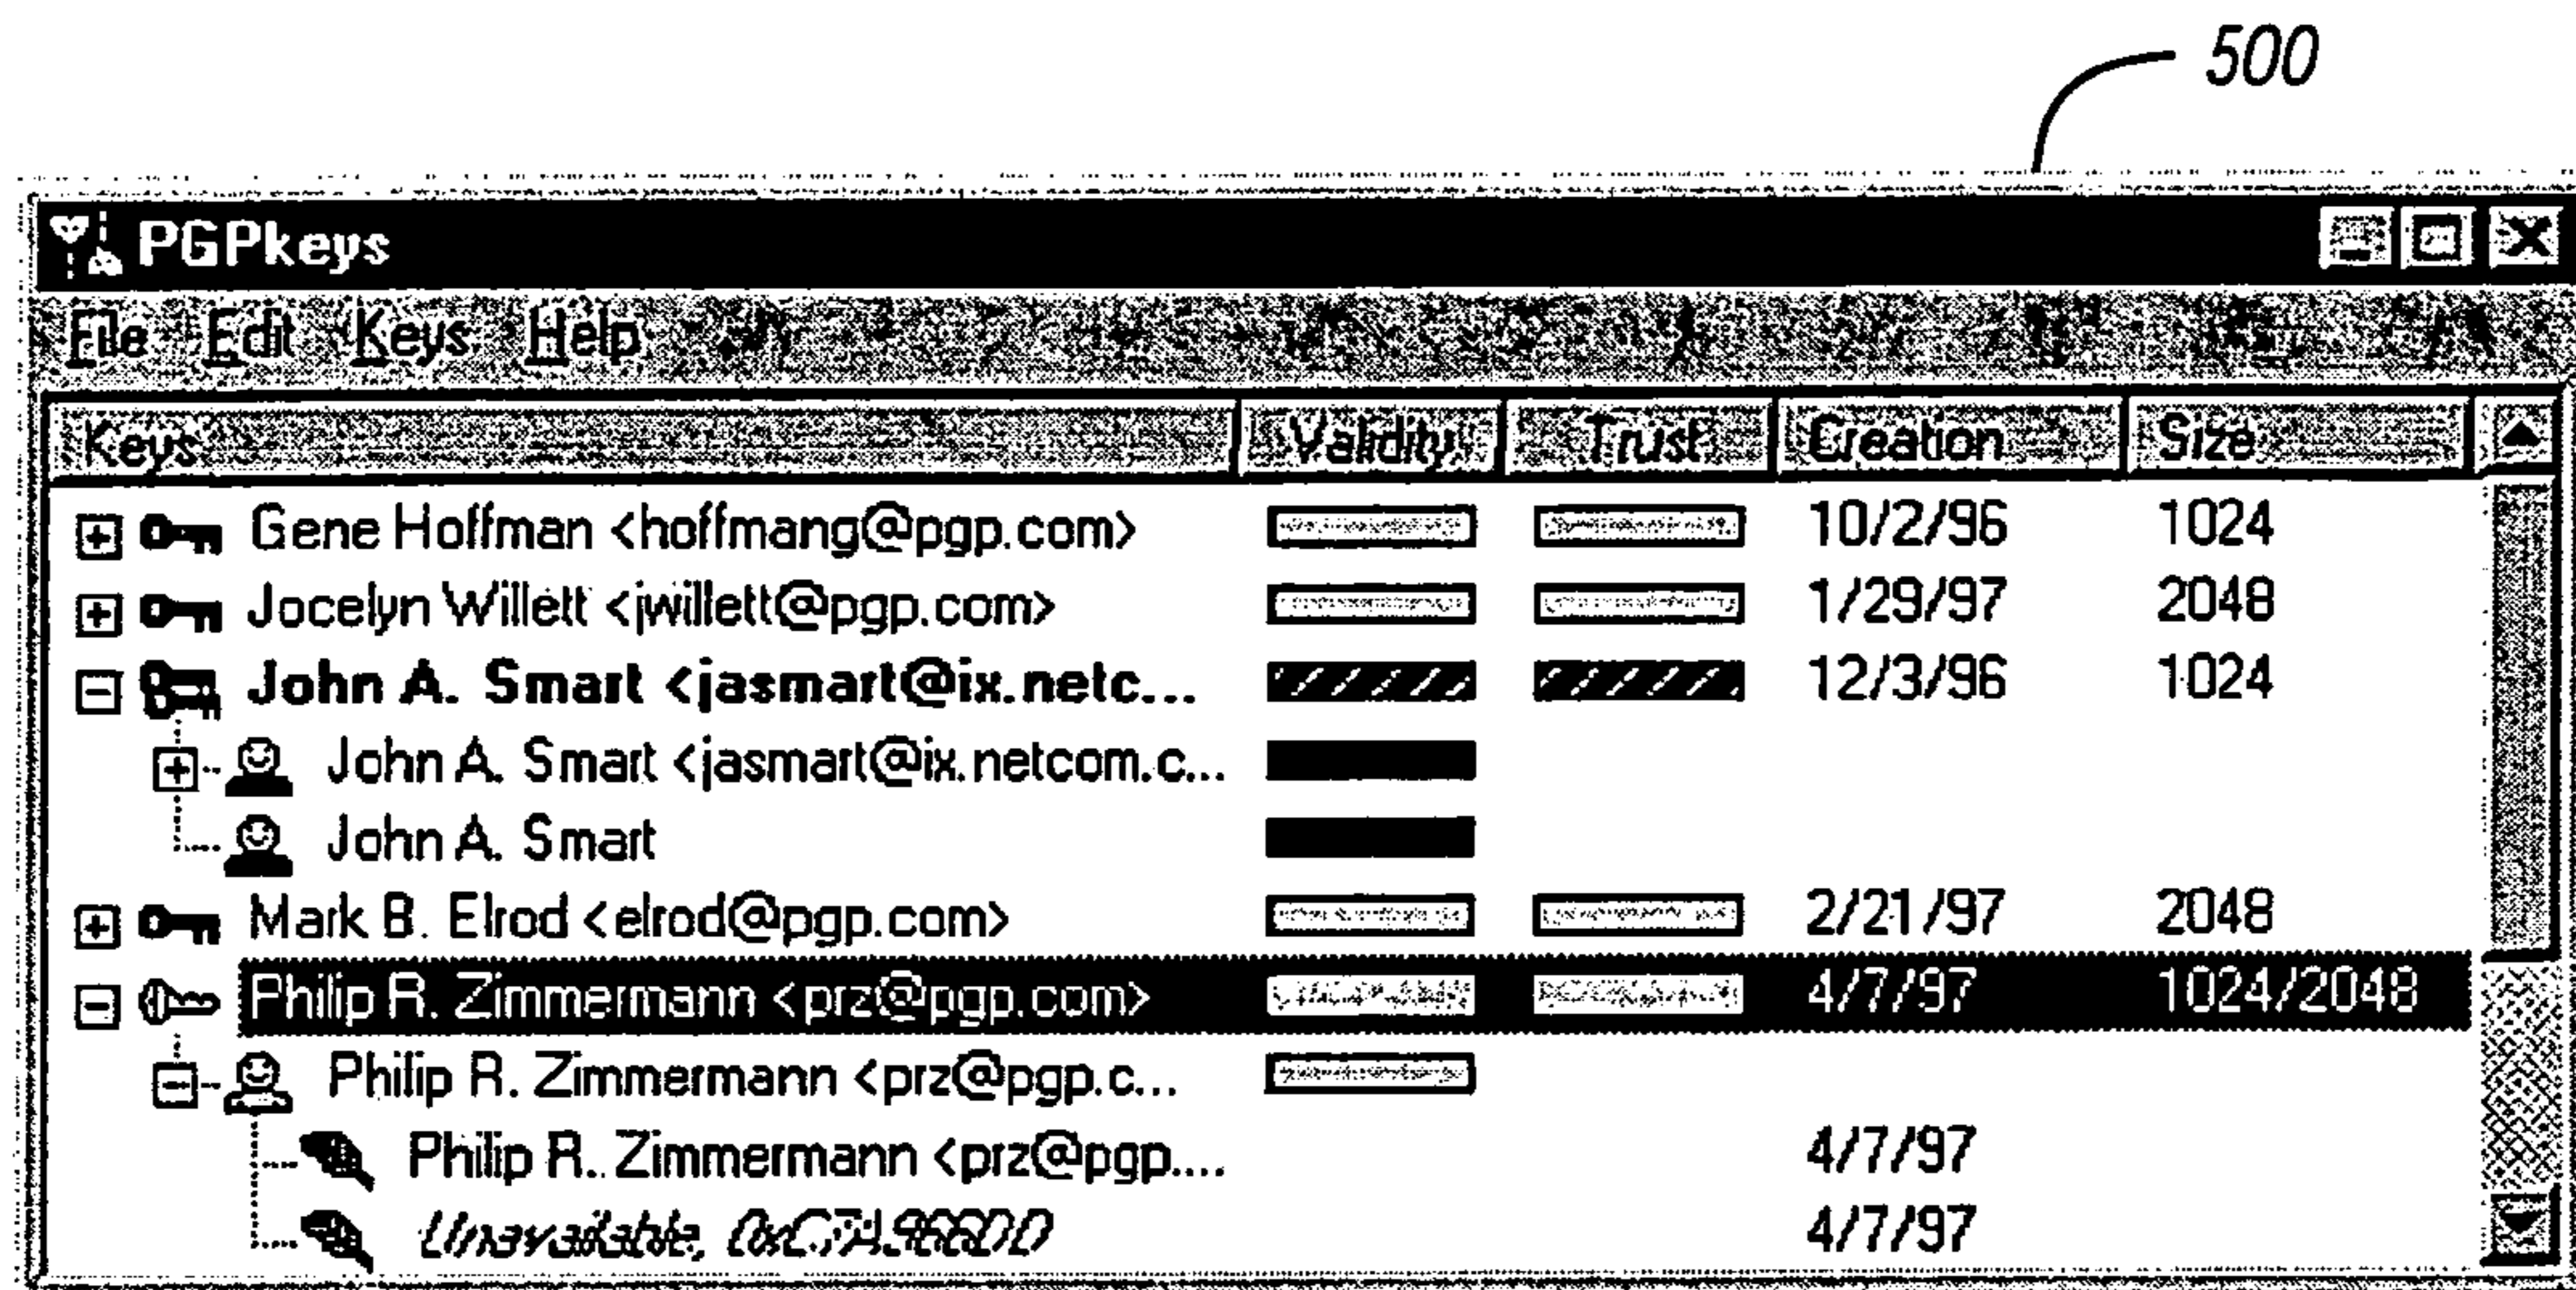 500
PGPkeys
File Edit Keys Help
Keys Validity Trust Creation Size
Gene Hoffman <hoffmang@pgp.com> 10/2/96 1024
Jocelyn Willett <jwillett@pgp.com> 1/29/97 2048
John A. Smart <jasmart@ix.netc... 12/3/96 1024
John A. Smart <jasmart@ix.netcom.c...
John A. Smart
Mark B. Elrod <elrod@pgp.com> 2/21/97 2048
Philip R. Zimmermann <prz@pgp.com> 4/7/97 1024/2048
Philip R. Zimmermann <prz@pgp.c...
Philip R. Zimmermann <prz@pgp.... 4/7/97
Unavailable, 4/7/97